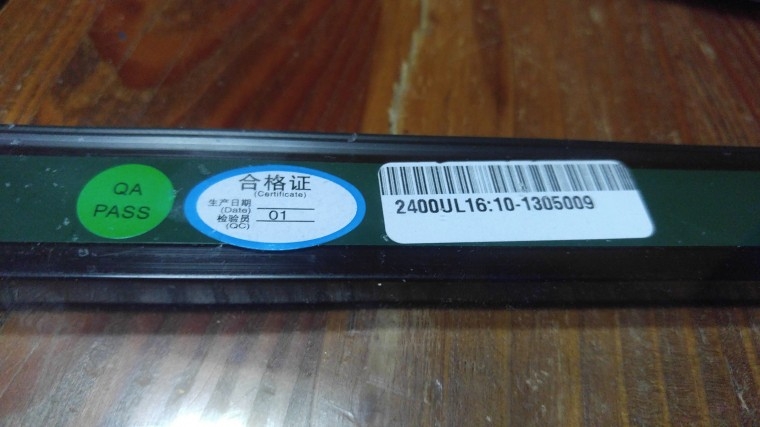 QA
PASS
合格证
(Certificate)
生产日期
(Date)
01
检验员
(QC)
2400UL16:10-1305009